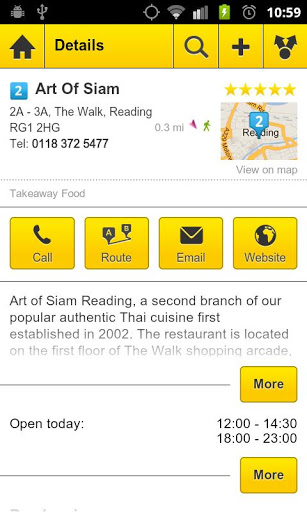 10:59
Details
2 Art Of Siam
2A - 3A, The Walk, Reading
RG1 2HG
0.3 mi
Tel: 0118 372 5477
2
Reading
View on map
Takeaway Food
A B
Call
Route
Email
Website
Art of Siam Reading, a second branch of our
popular authentic Thai cuisine first
established in 2002. The restaurant is located
on the first floor of The Walk shopping arcade,
More
Open today:
12:00 - 14:30
18:00 - 23:00
More